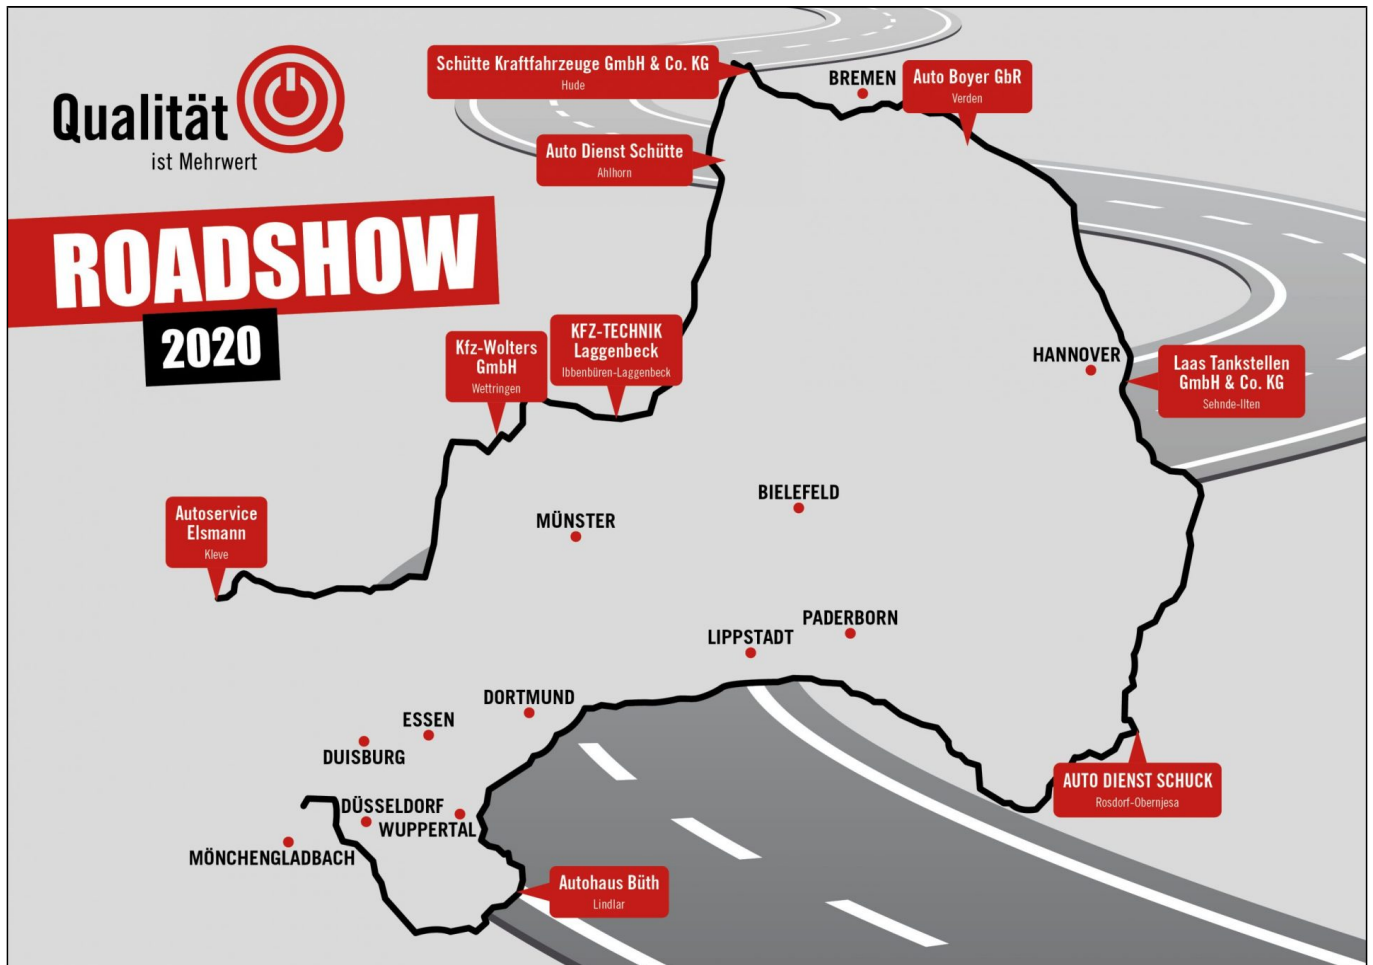 Qualität
ist Mehrwert
ROADSHOW
2020
Schütte Kraftfahrzeuge GmbH & Co. KG
Hude
BREMEN
Auto Boyer GbR
Verden
Auto Dienst Schütte
Ahlhorn
Kfz-Wolters
GmbH
Wettringen
KFZ-TECHNIK
Laggenbeck
Ibbenbüren-Laggenbeck
HANNOVER
Laas Tankstellen
GmbH & Co. KG
Sehnde-Ilten
Autoservice
Elsmann
Kleve
MÜNSTER
BIELEFELD
PADERBORN
LIPPSTADT
DORTMUND
ESSEN
DUISBURG
AUTO DIENST SCHUCK
Rosdorf-Obernjesa
DÜSSELDORF
WUPPERTAL
MÖNCHENGLADBACH
Autohaus Büth
Lindlar